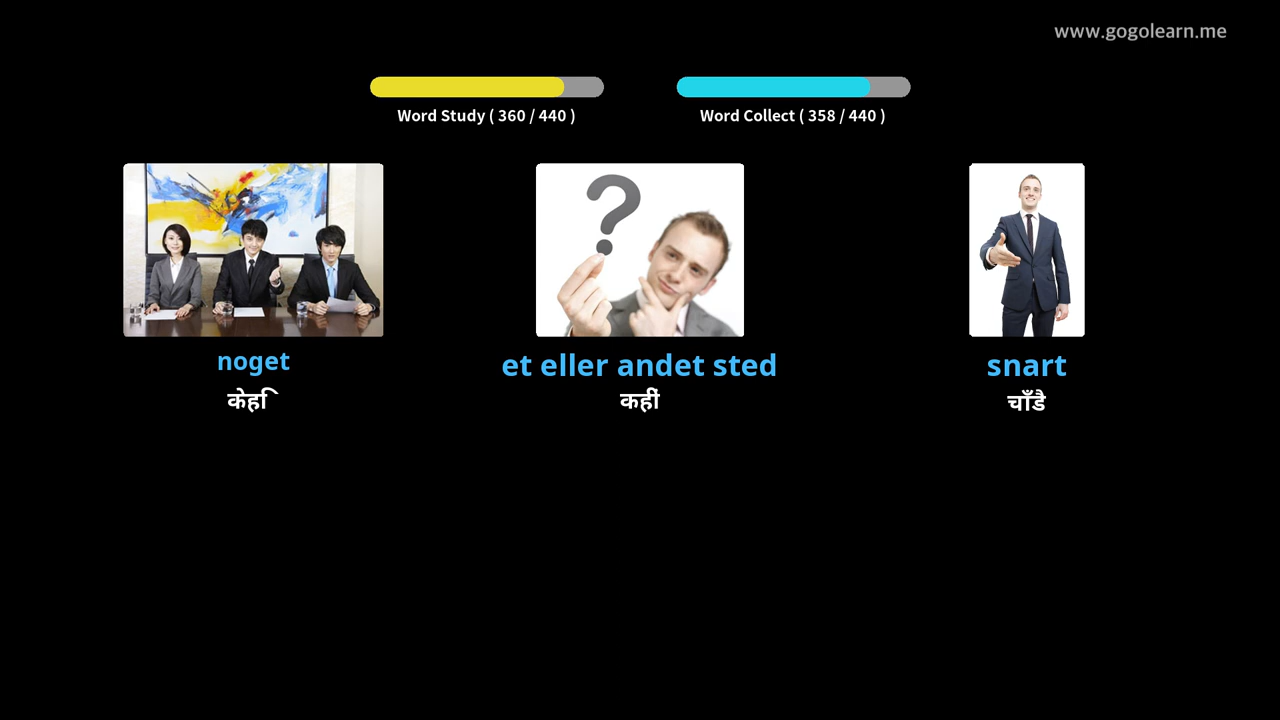 www.gogolearn.me
Word Study ( 360 / 440 )
Word Collect ( 358 / 440 )
noget
et eller andet sted
snart
केहि
कहीं
चाँडै